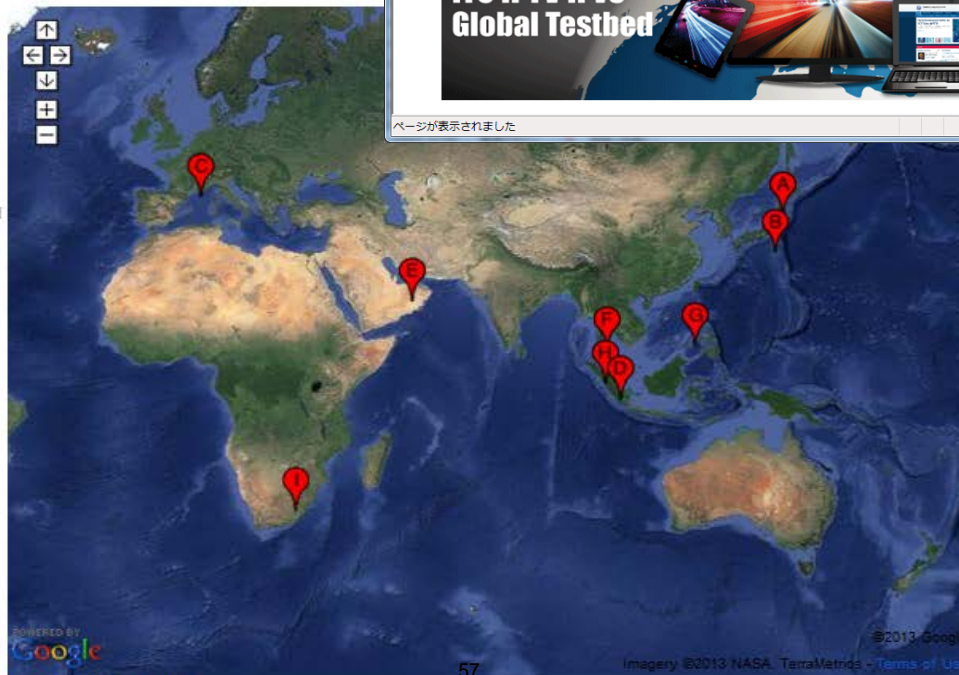 Global Testbed
ページが表示されました
C
A
B
E
F
G
H
D
I
POWERED BY
Google
57
©2013 Google
Imagery ©2013 NASA, TerraMetrics - Terms of Us